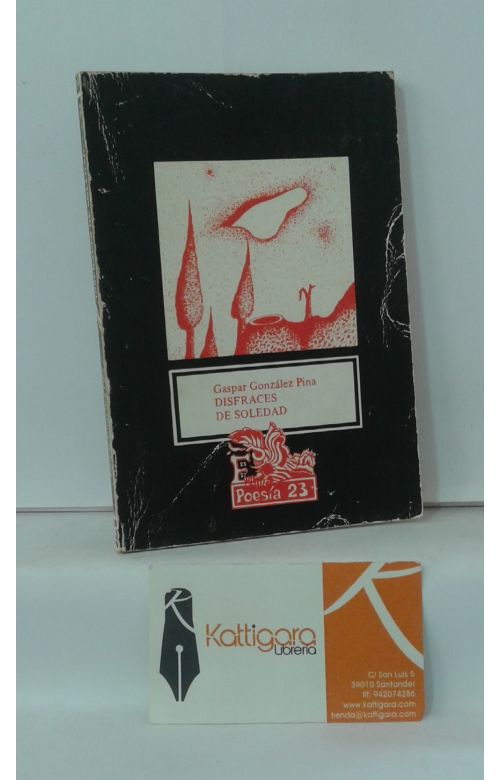 Gaspar González Pina
DISFRACES
DE SOLEDAD
Poesía 23
Kattigara
Librería
C/ San Luis 5
39010 Santander
tlf: 942074286
www.kattigara.com
tienda@kattigara.com